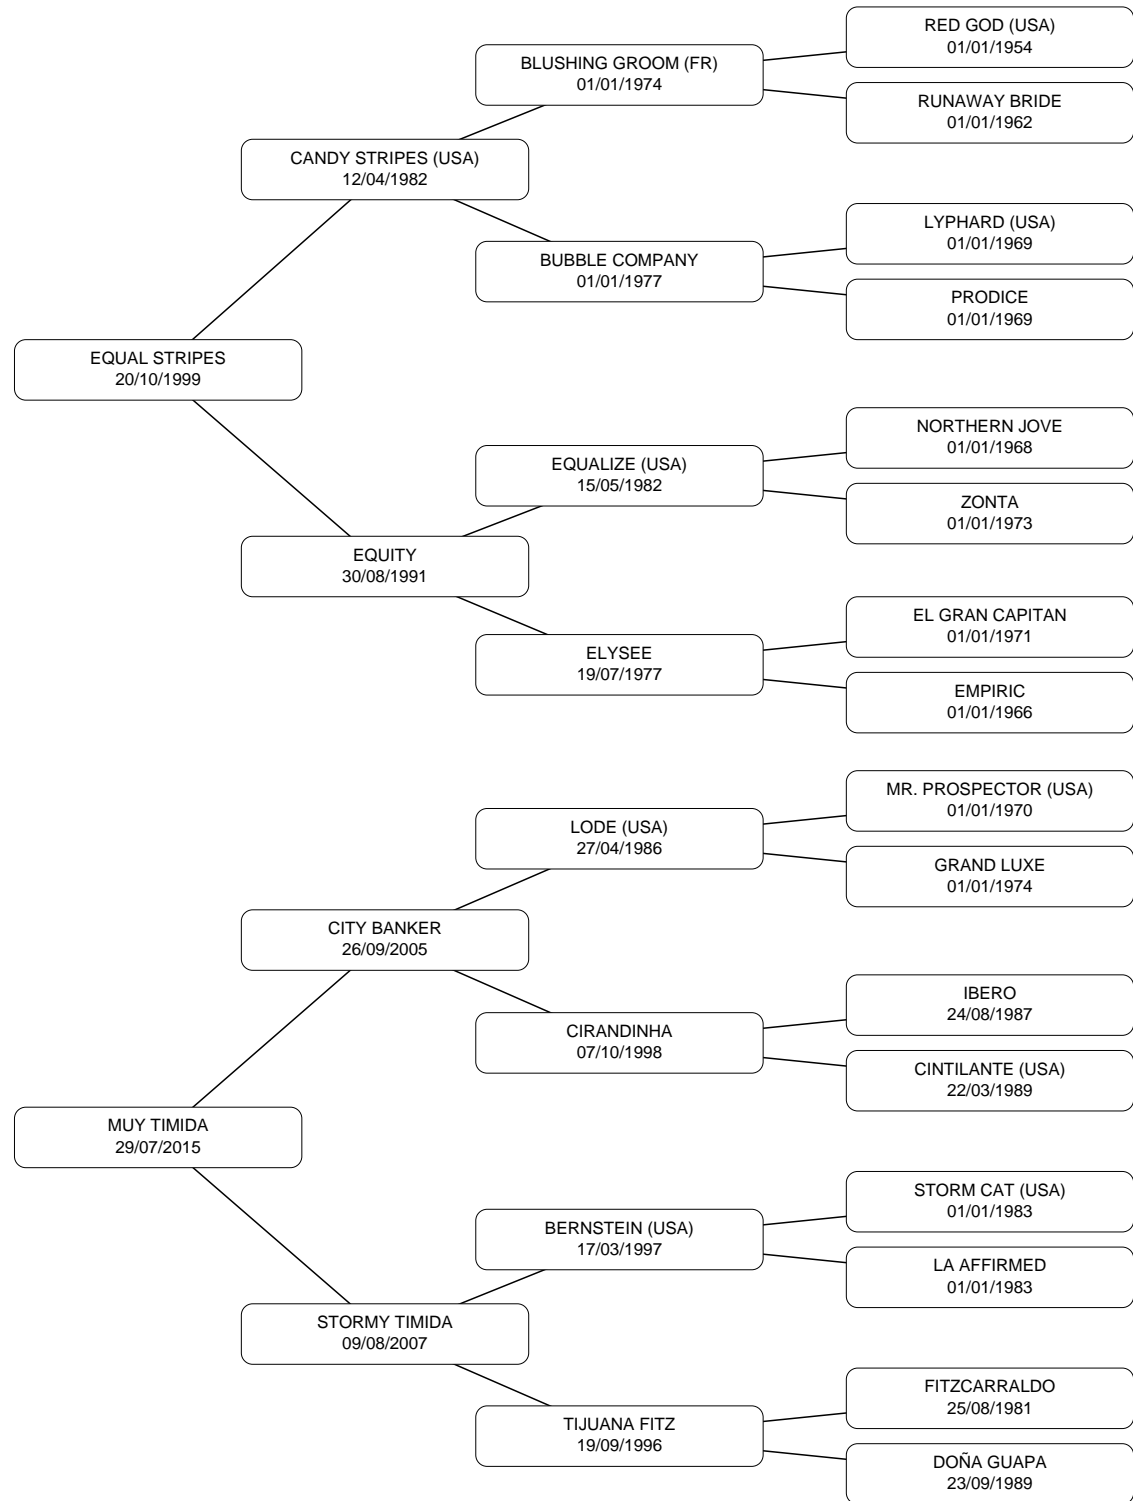 RED GOD (USA)
01/01/1954
BLUSHING GROOM (FR)
01/01/1974
RUNAWAY BRIDE
01/01/1962
CANDY STRIPES (USA)
12/04/1982
LYPHARD (USA)
01/01/1969
BUBBLE COMPANY
01/01/1977
PRODICE
01/01/1969
EQUAL STRIPES
20/10/1999
NORTHERN JOVE
01/01/1968
EQUALIZE (USA)
15/05/1982
ZONTA
01/01/1973
EQUITY
30/08/1991
EL GRAN CAPITAN
01/01/1971
ELYSEE
19/07/1977
EMPIRIC
01/01/1966
MR. PROSPECTOR (USA)
01/01/1970
LODE (USA)
27/04/1986
GRAND LUXE
01/01/1974
CITY BANKER
26/09/2005
IBERO
24/08/1987
CIRANDINHA
07/10/1998
CINTILANTE (USA)
22/03/1989
MUY TIMIDA
29/07/2015
STORM CAT (USA)
01/01/1983
BERNSTEIN (USA)
17/03/1997
LA AFFIRMED
01/01/1983
STORMY TIMIDA
09/08/2007
FITZCARRALDO
25/08/1981
TIJUANA FITZ
19/09/1996
DOÑA GUAPA
23/09/1989